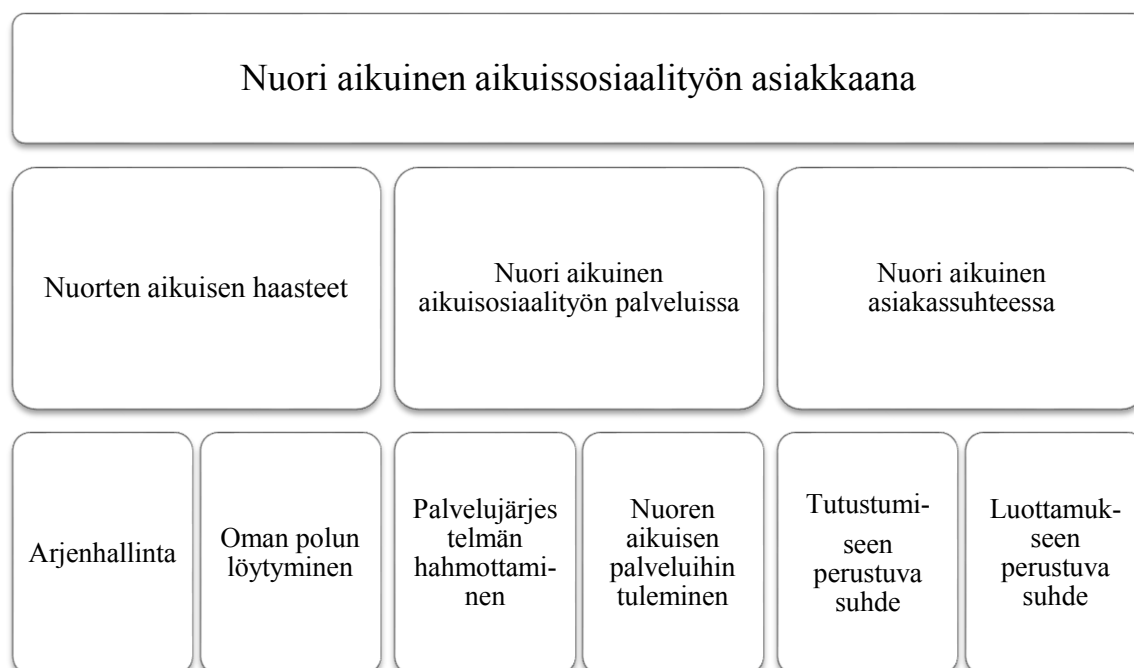 Nuori aikuinen aikuissosiaalityön asiakkaana
Nuorten aikuisen haasteet
Nuori aikuinen
aikuisosiaalityön palveluissa
Nuori aikuinen
asiakassuhteessa
Arjenhallinta
Oman polun
löytyminen
Palvelujärjes
telmän
hahmottami-
nen
Nuoren
aikuisen
palveluihin
tuleminen
Tutustumi-
seen
perustuva
suhde
Luottamuk-
seen
perustuva
suhde